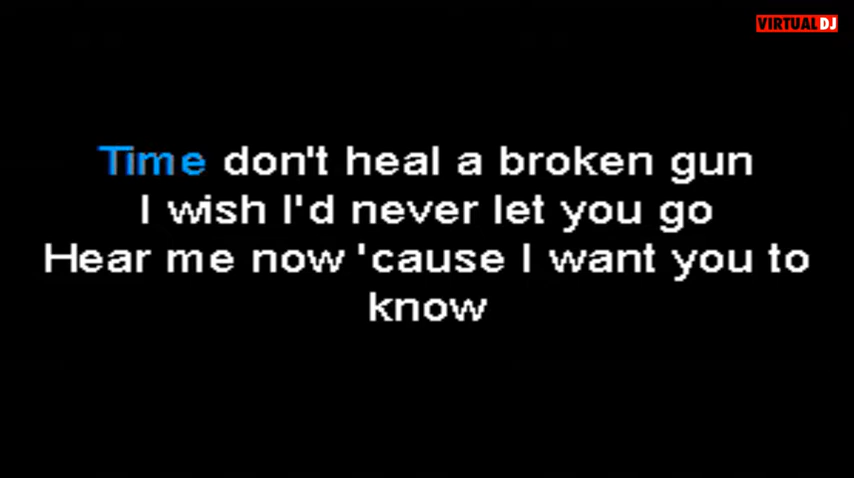 VIRTUAL DJ
Time don't heal a broken gun
I wish I'd never let you go
Hear me now 'cause I want you to
know